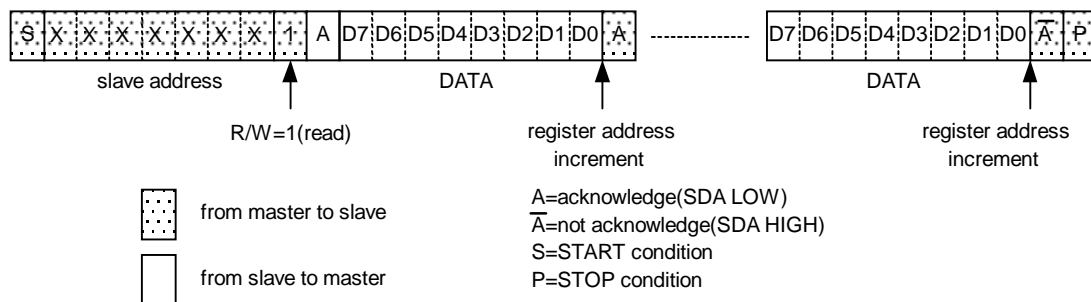 S X X X X X X X 1 A D7 D6 D5 D4 D3 D2 D1 D0 A D7 D6 D5 D4 D3 D2 D1 D0 A̅ P
slave address DATA DATA
R/W=1(read)
register address
increment
register address
increment
from master to slave
from slave to master
A=acknowledge(SDA LOW)
A̅=not acknowledge(SDA HIGH)
S=START condition
P=STOP condition